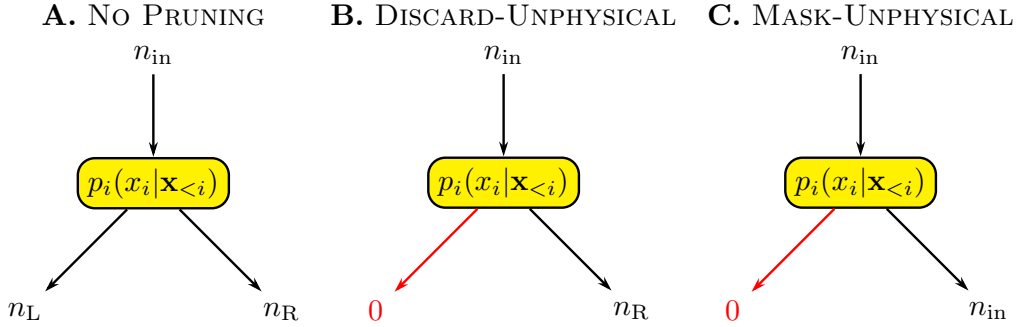 A. No Pruning
n_in
p_i(x_i|x_{<i})
n_L
n_R
B. Discard-Unphysical
n_in
p_i(x_i|x_{<i})
0
n_R
C. Mask-Unphysical
n_in
p_i(x_i|x_{<i})
0
n_in